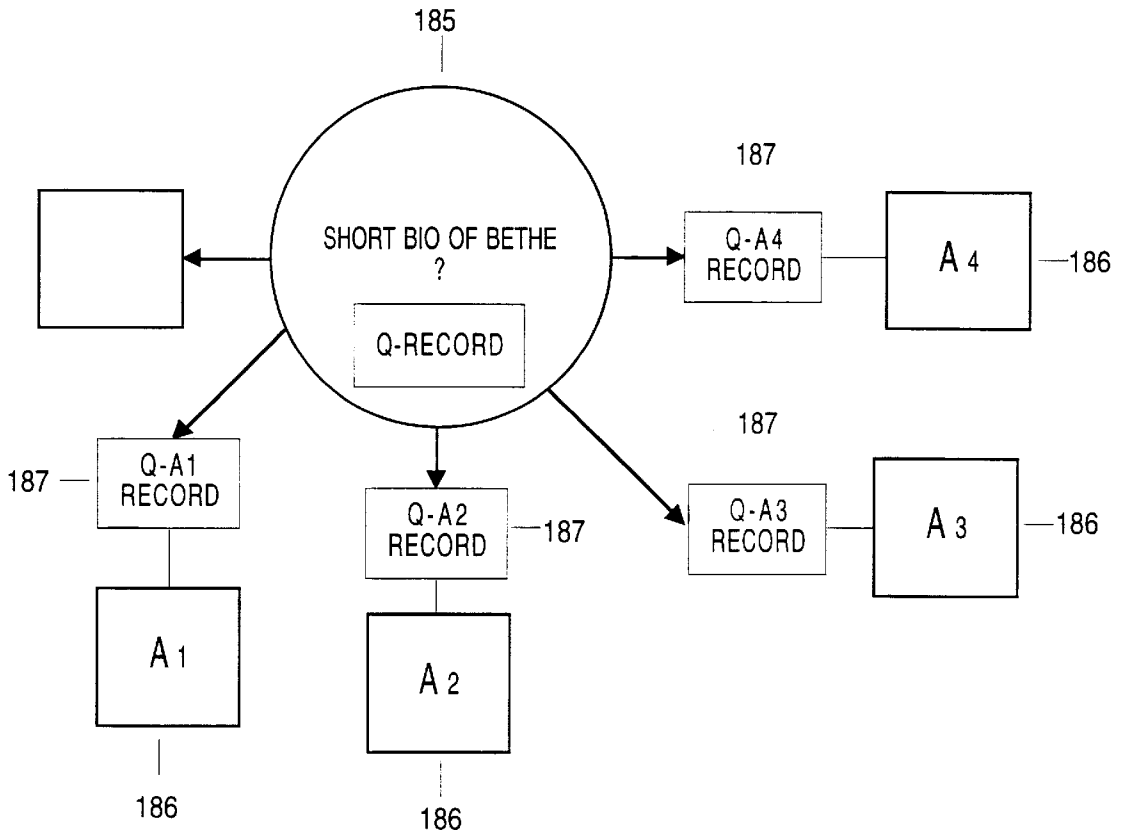 185
187
SHORT BIO OF BETHE
?
Q-RECORD
Q-A4
RECORD
A 4
186
187
Q-A1
RECORD
187
Q-A2
RECORD
187
Q-A3
RECORD
A 3
186
A 1
A 2
186
186